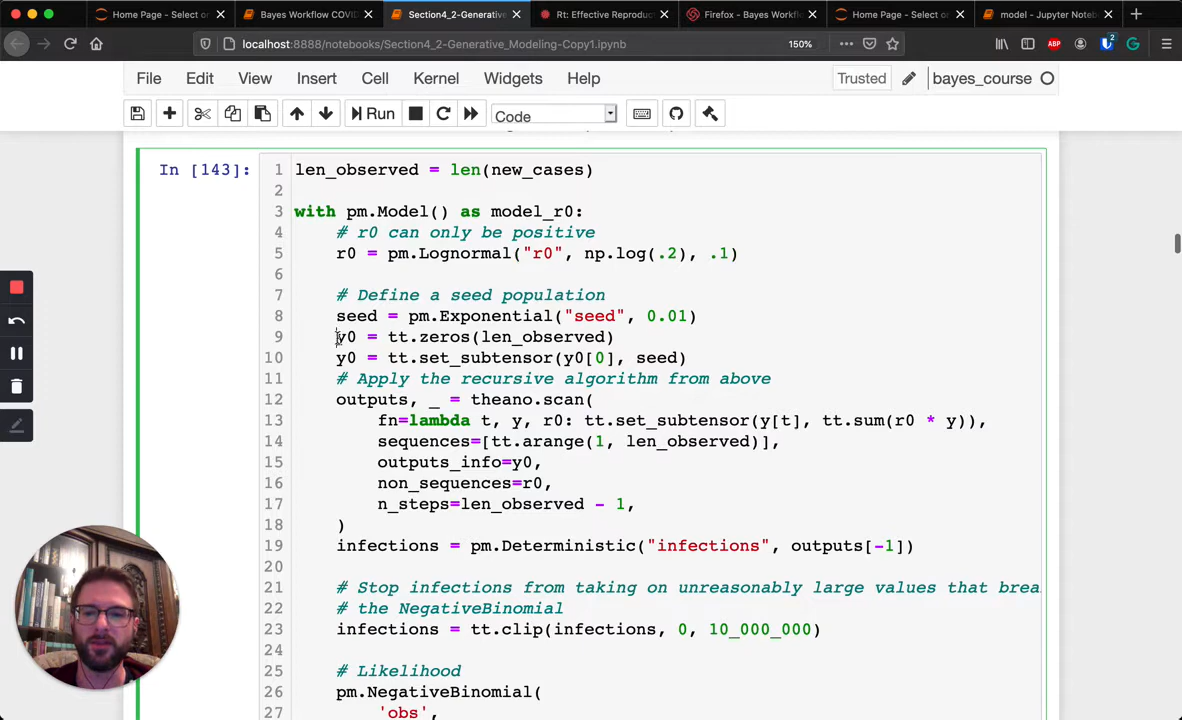 Home Page - Select or
Bayes Workflow COVI
Section4_2-Generative
Rt: Effective Reproduc
Firefox - Bayes Workfl
Home Page - Select or
model - Jupyter Noteb
localhost:8888/notebooks/Section4_2-Generative_Modeling-Copy1.ipynb
150%
ABP
2
File Edit View Insert Cell Kernel Widgets Help
Trusted
bayes_course
Run
Code
In [143]:
1 len_observed = len(new_cases)
2
3 with pm.Model() as model_r0:
4 # r0 can only be positive
5 r0 = pm.Lognormal("r0", np.log(.2), .1)
6
7 # Define a seed population
8 seed = pm.Exponential("seed", 0.01)
9 y0 = tt.zeros(len_observed)
10 y0 = tt.set_subtensor(y0[0], seed)
11 # Apply the recursive algorithm from above
12 outputs, _ = theano.scan(
13 fn=lambda t, y, r0: tt.set_subtensor(y[t], tt.sum(r0 * y)),
14 sequences=[tt.arange(1, len_observed)],
15 outputs_info=y0,
16 non_sequences=r0,
17 n_steps=len_observed - 1,
18 )
19 infections = pm.Deterministic("infections", outputs[-1])
20
21 # Stop infections from taking on unreasonably large values that brea
22 # the NegativeBinomial
23 infections = tt.clip(infections, 0, 10_000_000)
24
25 # Likelihood
26 pm.NegativeBinomial(
27 'obs',